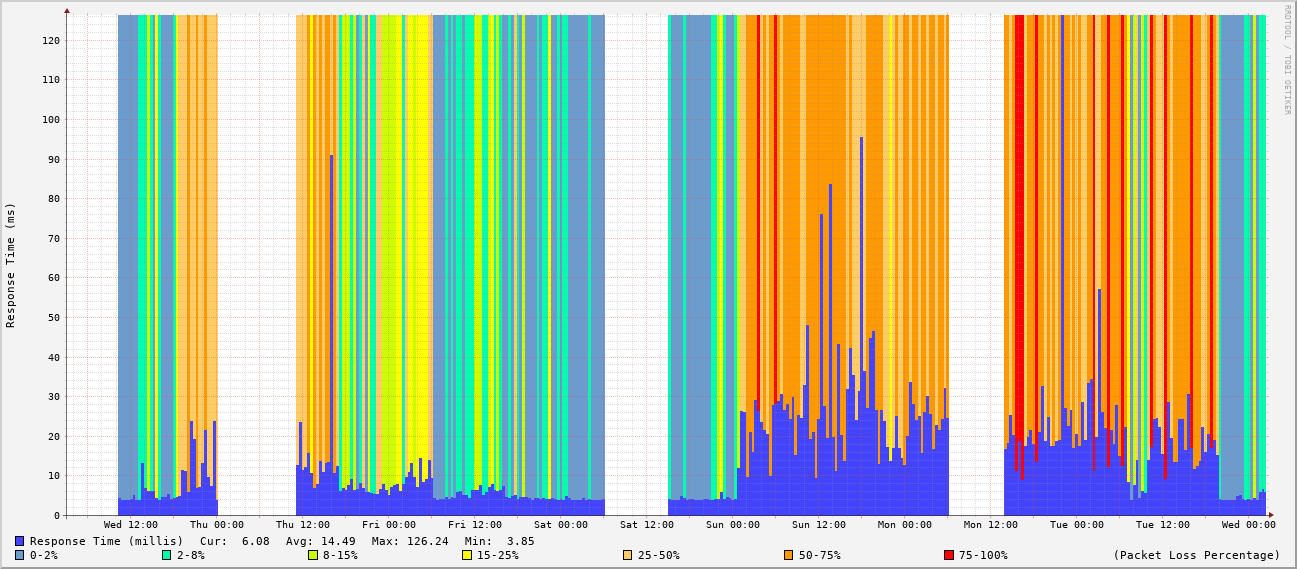 RRDTOOL / TOBI OETIKER
Response Time (ms)
120
110
100
90
80
70
60
50
40
30
20
10
0
Wed 12:00 Thu 00:00 Thu 12:00 Fri 00:00 Fri 12:00 Sat 00:00 Sat 12:00 Sun 00:00 Sun 12:00 Mon 00:00 Mon 12:00 Tue 00:00 Tue 12:00 Wed 00:00
Response Time (millis) Cur: 6.08 Avg: 14.49 Max: 126.24 Min: 3.85
0-2% 2-8% 8-15% 15-25% 25-50% 50-75% 75-100% (Packet Loss Percentage)